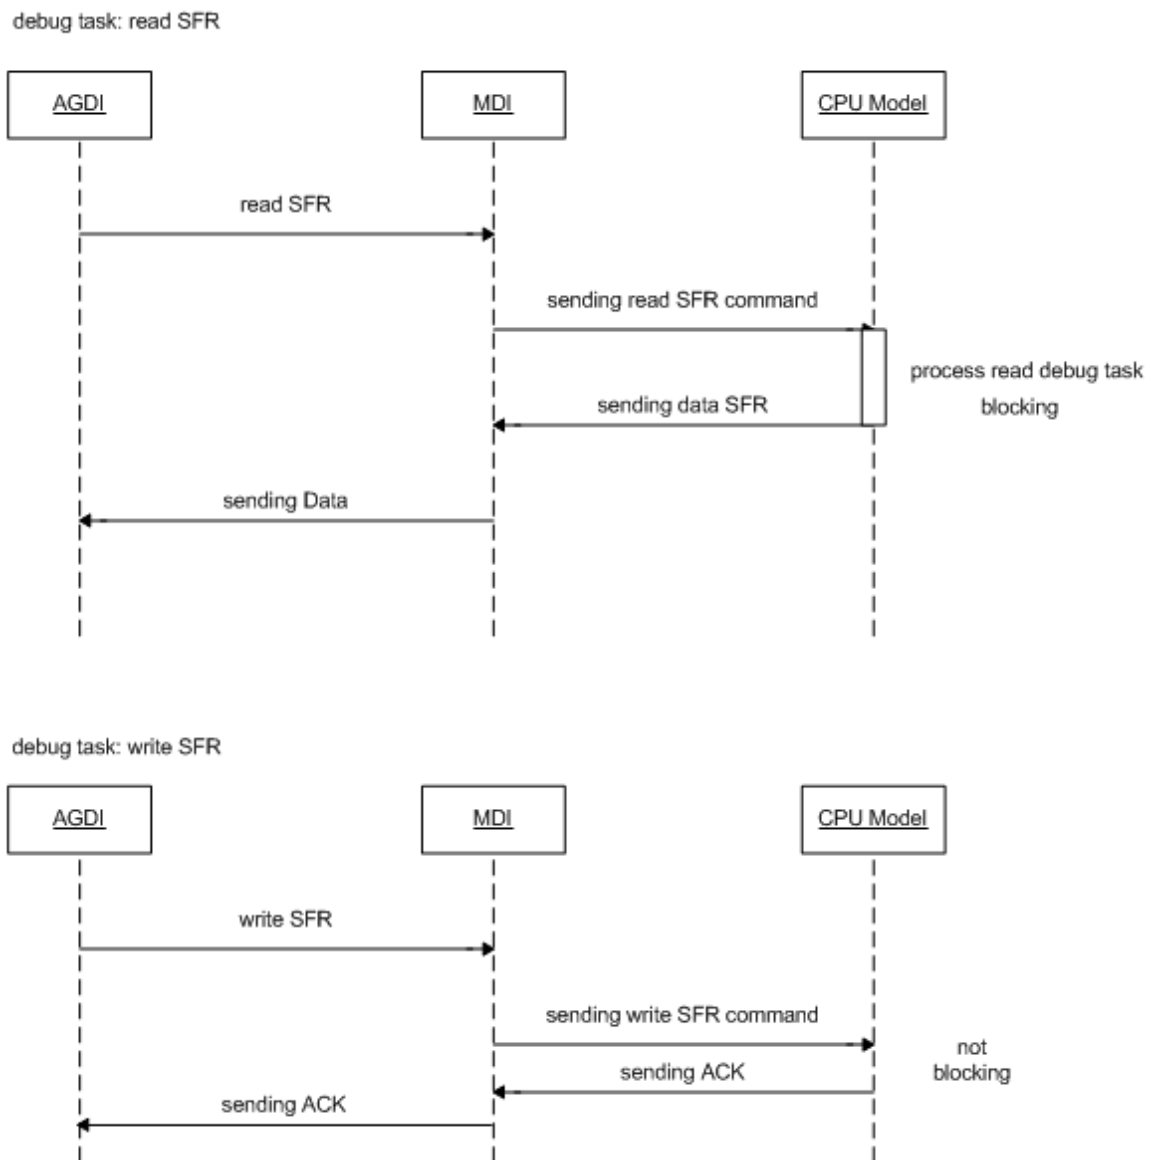 debug task: read SFR
AGDI
MDI
CPU Model
read SFR
sending read SFR command
process read debug task
blocking
sending data SFR
sending Data
debug task: write SFR
AGDI
MDI
CPU Model
write SFR
sending write SFR command
not
blocking
sending ACK
sending ACK